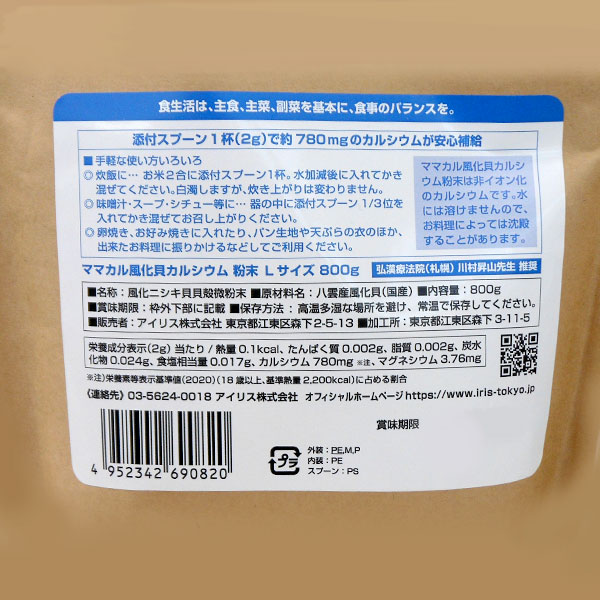 食生活は、主食、主菜、副菜を基本に、食事のバランスを。
添付スプーン1杯(2g)で約780mgのカルシウムが安心補給
■手軽な使い方いろいろ
◎炊飯に… お米2合に添付スプーン1杯。水加減後に入れてかき
混ぜてください。白濁しますが、炊き上がりは変わりません。
◎味噌汁・スープ・シチュー等に… 器の中に添付スプーン1/3位を
入れてかき混ぜてお召し上がりください。
◎卵焼き、お好み焼きに入れたり、パン生地や天ぷらの衣のほか、
出来たお料理に振りかけるなどしてご利用ください。
ママカル風化貝カルシ
ウム粉末は非イオン化
のカルシウムです。水
には溶けませんので、
お料理によっては沈殿
することがあります。
ママカル風化貝カルシウム 粉末 Lサイズ 800g
弘漢療法院(札幌) 川村昇山先生 推奨
■名称：風化ニシキ貝貝殻微粉末 ■原材料名：八雲産風化貝(国産) ■内容量：800g
■賞味期限：枠外下部に記載 ■保存方法：高温多湿な場所を避け、常温で保存してください。
■販売者：アイリス株式会社 東京都江東区森下2-5-13 ■加工所：東京都江東区森下3-11-5
栄養成分表示(2g)当たり/熱量0.1kcal、たんぱく質0.002g、脂質0.002g、炭水
化物0.024g、食塩相当量0.017g、カルシウム780mg※注、マグネシウム3.76mg
※注)栄養素等表示基準値(2020)(18歳以上、基準熱量2,200kcal)に占める割合
《連絡先》03-5624-0018 アイリス株式会社 オフィシャルホームページhttps://www.iris-tokyo.jp
賞味期限
プラ
外装：PE,M,P
内装：PE
スプーン：PS
4 952342 690820